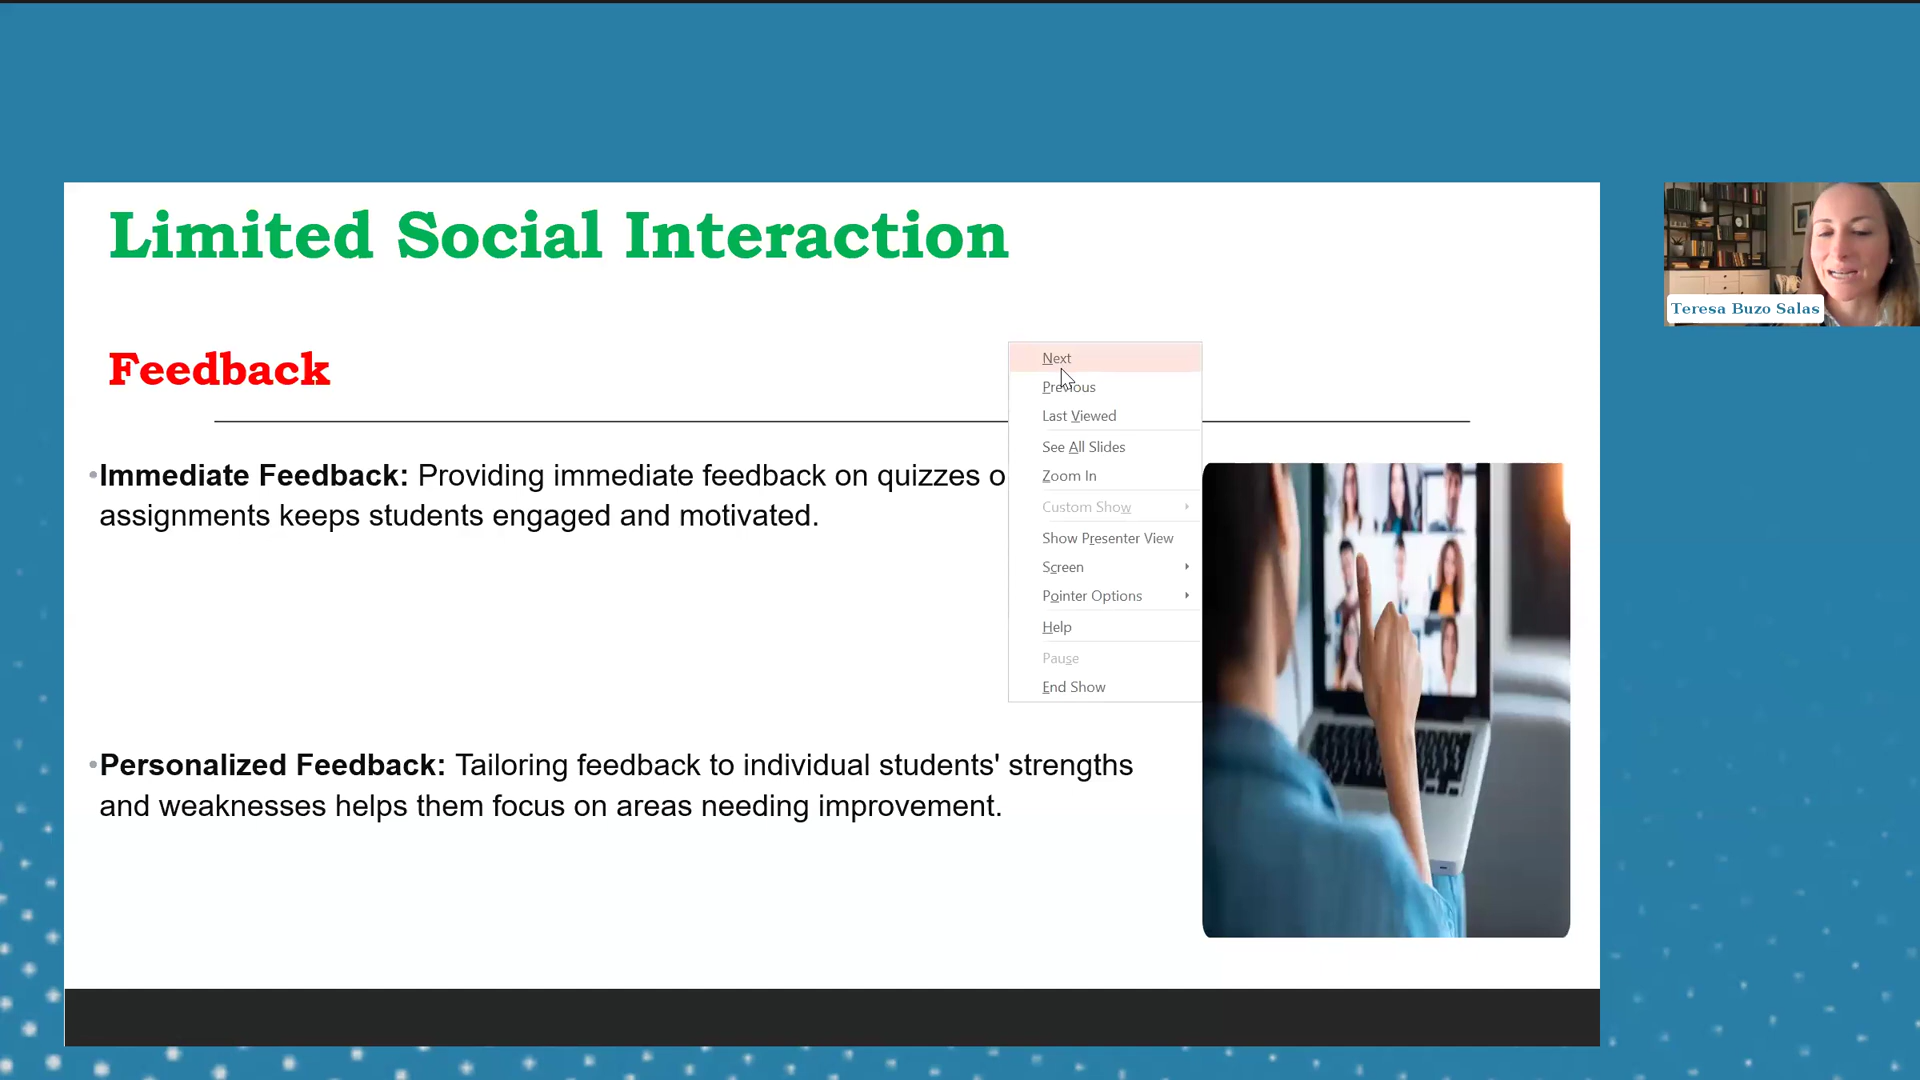 Limited Social Interaction
Teresa Buzo Salas
Feedback
•Immediate Feedback: Providing immediate feedback on quizzes o
assignments keeps students engaged and motivated.
Next
Previous
Last Viewed
See All Slides
Zoom In
Custom Show
Show Presenter View
Screen
Pointer Options
Help
Pause
End Show
•Personalized Feedback: Tailoring feedback to individual students' strengths
and weaknesses helps them focus on areas needing improvement.